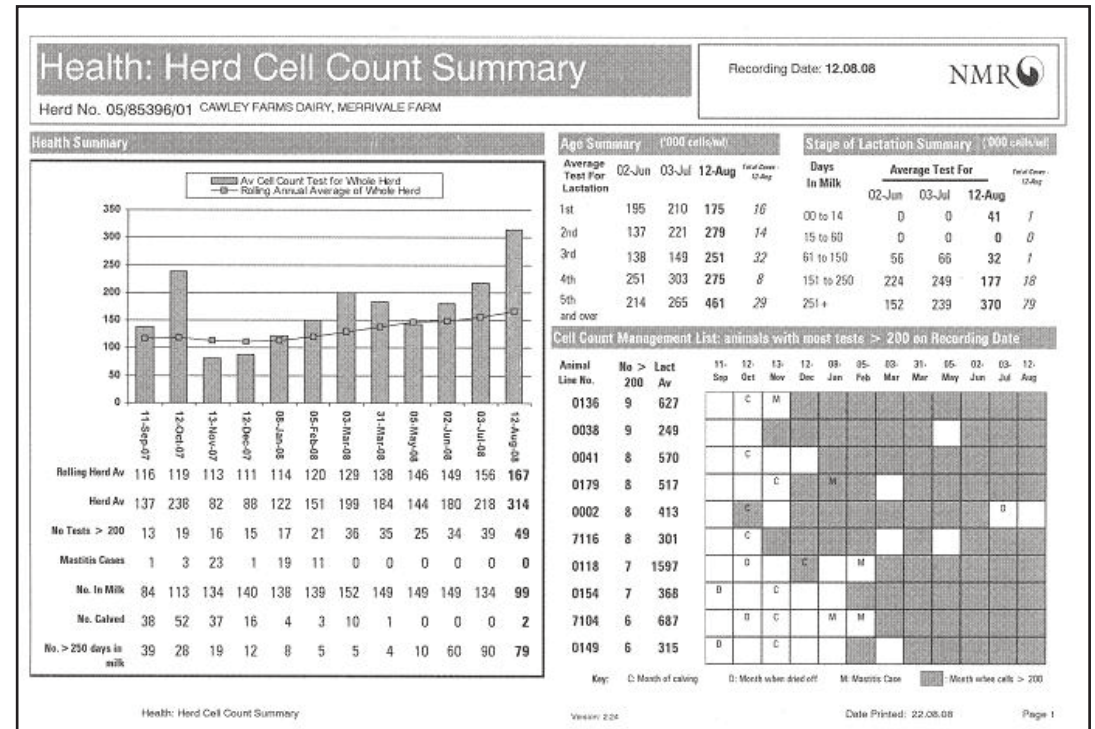 Health: Herd Cell Count Summary
Recording Date: 12.08.08
NMR
Herd No. 05/85396/01 CAWLEY FARMS DAIRY, MERRIVALE FARM
Health Summary
Av Cell Count Test for Whole Herd
Rolling Annual Average of Whole Herd
350
300
250
200
150
100
50
0
11-Sep-07 12-Oct-07 13-Nov-07 12-Dec-07 08-Jan-08 05-Feb-08 03-Mar-08 31-Mar-08 05-May-08 02-Jun-08 03-Jul-08 12-Aug-08
Rolling Herd Av 116 119 113 111 114 120 129 138 146 149 156 167
Herd Av 137 238 82 88 122 151 199 184 144 180 218 314
No Tests > 200 13 19 16 15 17 21 36 35 25 34 39 49
Mastitis Cases 1 3 23 1 19 11 0 0 0 0 0 0
No. In Milk 84 113 134 140 138 139 152 149 149 149 134 99
No. Calved 38 52 37 16 4 3 10 1 0 0 0 2
No. > 250 days in milk 39 28 19 12 8 5 5 4 10 60 90 79
Age Summary ('000 cells/ml)
Average Test For Lactation 02-Jun 03-Jul 12-Aug Total Cows - 12-Aug
1st 195 210 175 16
2nd 137 221 279 14
3rd 138 149 251 32
4th 251 303 275 8
5th and over 214 265 461 29
Stage of Lactation Summary ('000 cells/ml)
Days In Milk Average Test For Total Cows - 12-Aug
02-Jun 03-Jul 12-Aug
00 to 14 0 0 41 1
15 to 60 0 0 0 0
61 to 150 56 66 32 1
151 to 250 224 249 177 18
251 + 152 239 370 79
Cell Count Management List: animals with most tests > 200 on Recording Date
Animal Line No. No > 200 Lact Av 11-Sep 12-Oct 13-Nov 12-Dec 08-Jan 05-Feb 03-Mar 31-Mar 05-May 02-Jun 03-Jul 12-Aug
0136 9 627 C M
0038 9 249
0041 8 570 C
0179 8 517 C M
0002 8 413 C D
7116 8 301 C
0118 7 1597 D C M
0154 7 368 D C
7104 6 687 D C M M
0149 6 315 D C
Key: C: Month of calving D: Month when dried off M: Mastitis Case : Month when cells > 200
Health: Herd Cell Count Summary
Version: 2.24
Date Printed: 22.08.08
Page 1